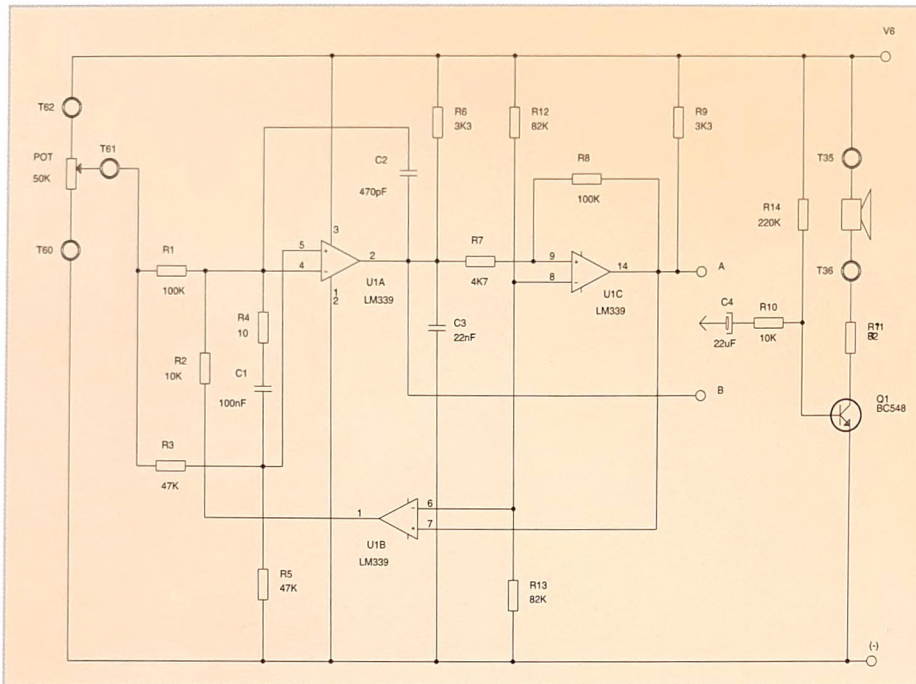 V6
T62
POT
50K
T61
T60
R1
100K
R2
10K
R3
47K
R4
10
C1
100nF
R5
47K
C2
470pF
5
4
3
2
1
2
U1A
LM339
R6
3K3
C3
22nF
R7
4K7
R12
82K
R8
100K
9
8
14
U1C
LM339
R9
3K3
A
B
1
6
7
U1B
LM339
R13
82K
C4
22uF
R10
10K
R14
220K
T35
T36
82
Q1
BC548
(-)